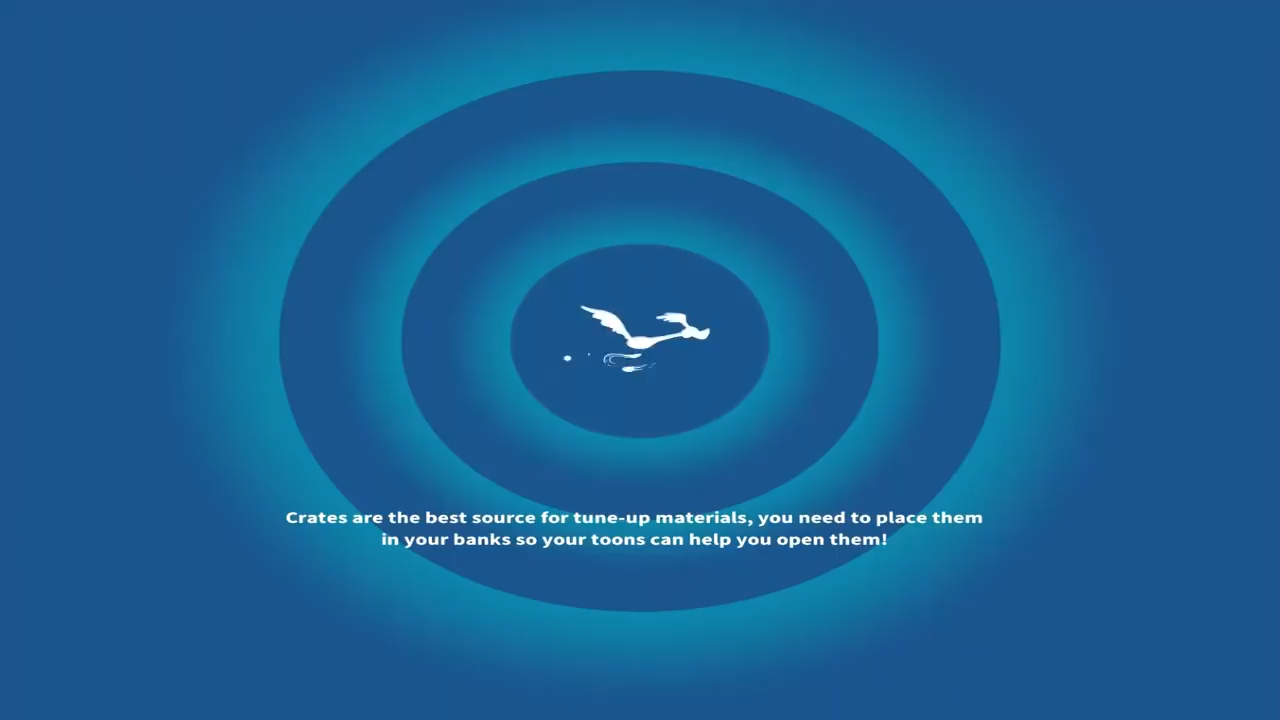 Crates are the best source for tune-up materials, you need to place them
in your banks so your toons can help you open them!